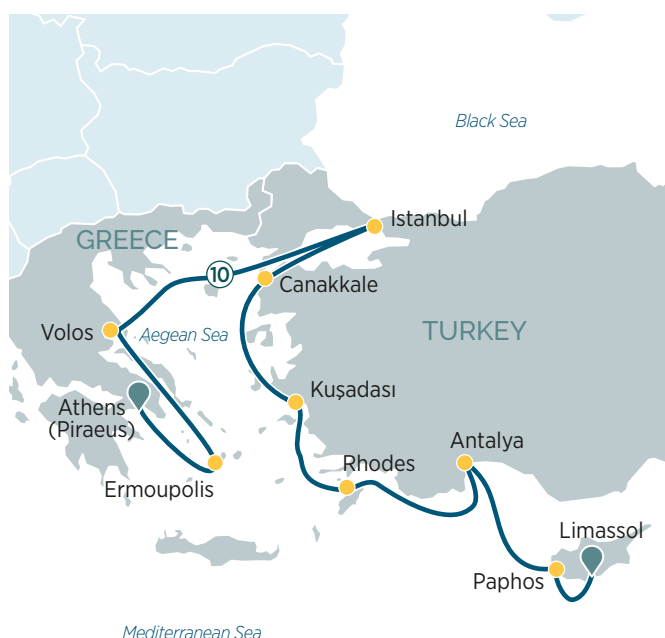 Black Sea
Istanbul
GREECE
10
Canakkale
Volos
Aegean Sea
TURKEY
Kuşadası
Athens
(Piraeus)
Antalya
Rhodes
Ermoupolis
Limassol
Paphos
Mediterranean Sea